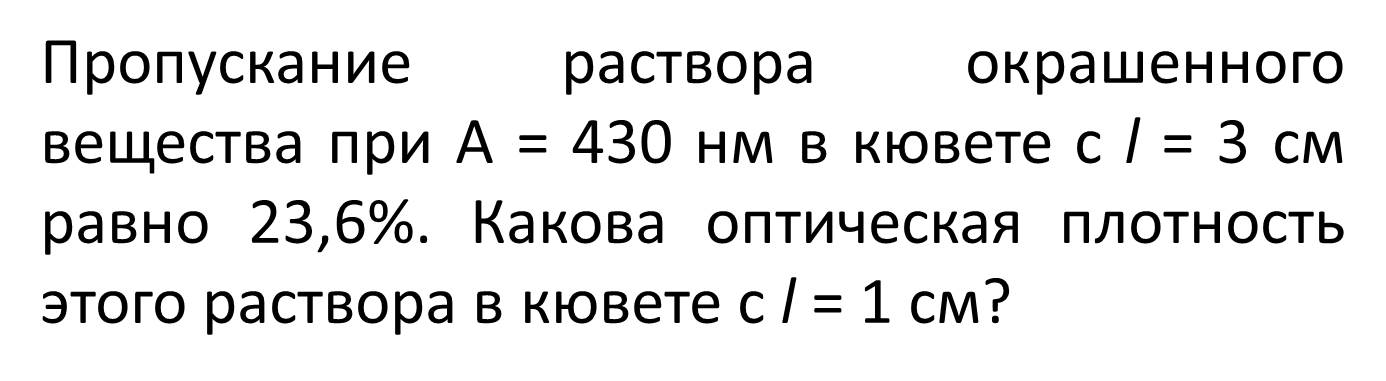 Пропускание раствора окрашенного
вещества при А = 430 нм в кювете с l = 3 см
равно 23,6%. Какова оптическая плотность
этого раствора в кювете с l = 1 см?